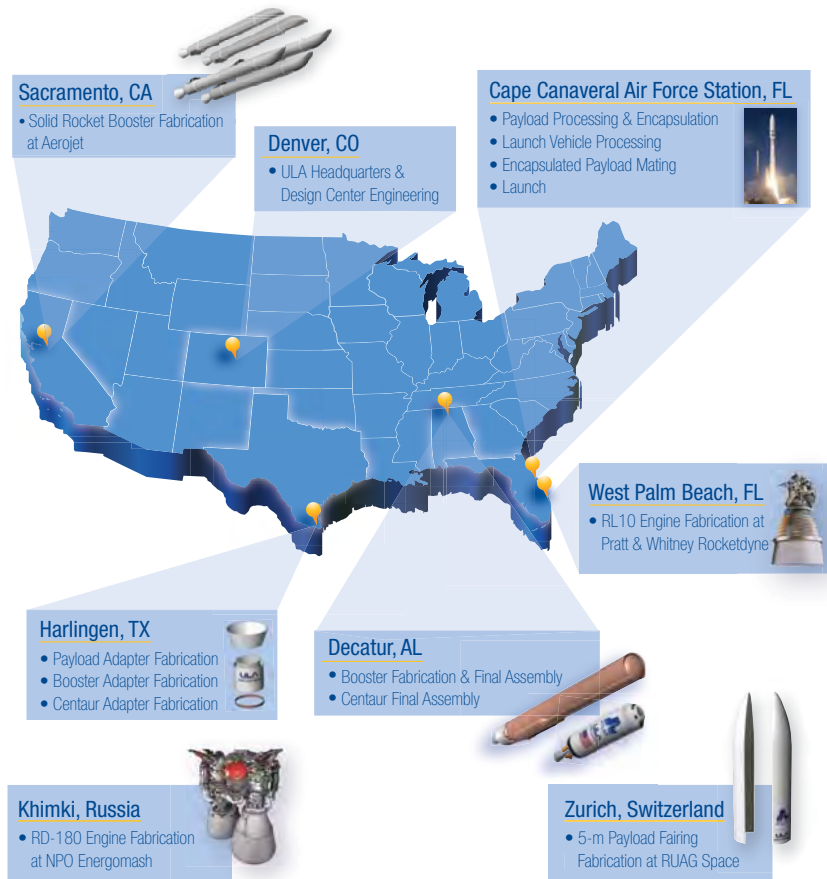 Sacramento, CA
• Solid Rocket Booster Fabrication
at Aerojet
Denver, CO
• ULA Headquarters &
Design Center Engineering
Cape Canaveral Air Force Station, FL
• Payload Processing & Encapsulation
• Launch Vehicle Processing
• Encapsulated Payload Mating
• Launch
West Palm Beach, FL
• RL10 Engine Fabrication at
Pratt & Whitney Rocketdyne
Harlingen, TX
• Payload Adapter Fabrication
• Booster Adapter Fabrication
• Centaur Adapter Fabrication
ULA
Decatur, AL
• Booster Fabrication & Final Assembly
• Centaur Final Assembly
Khimki, Russia
• RD-180 Engine Fabrication
at NPO Energomash
Zurich, Switzerland
• 5-m Payload Fairing
Fabrication at RUAG Space